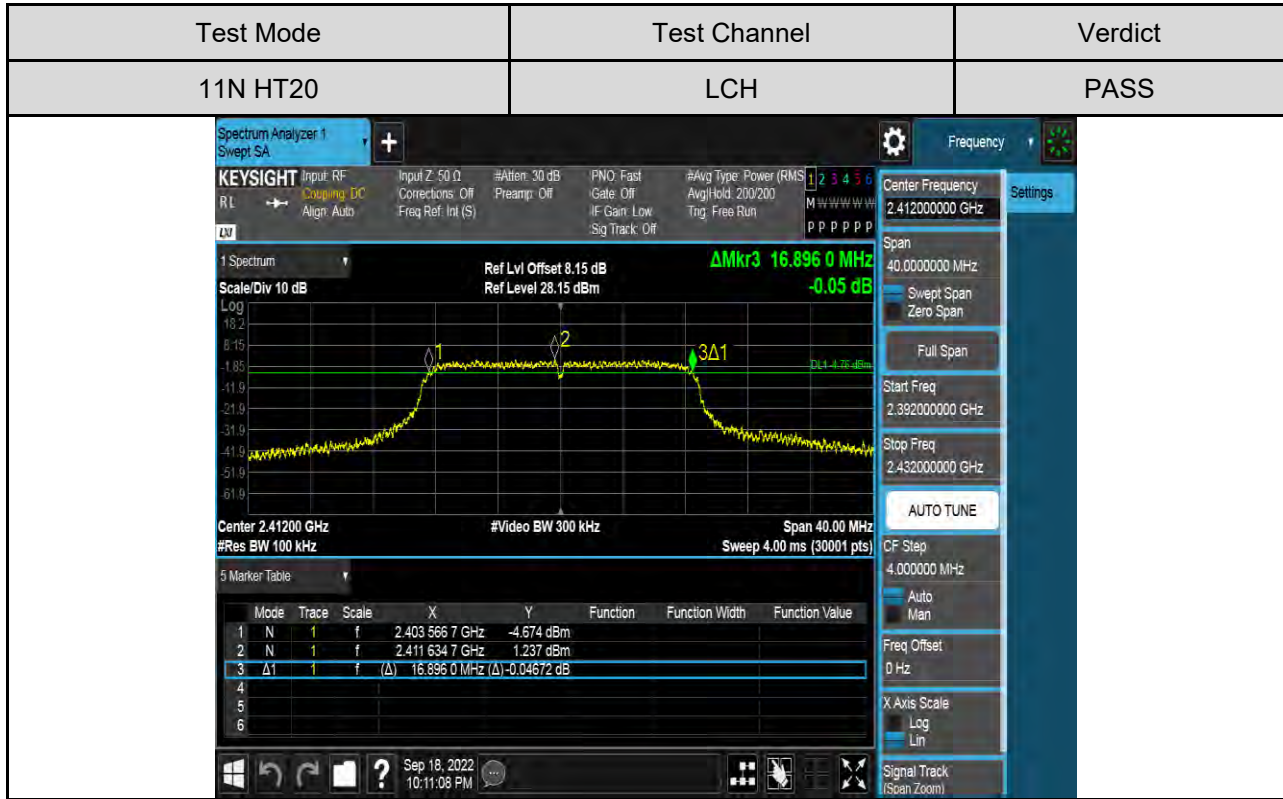 Test Mode Test Channel Verdict
11N HT20 LCH PASS
Spectrum Analyzer 1
Swept SA
+
Frequency
KEYSIGHT Input: RF Input Z: 50 Ω #Atten: 30 dB PNO: Fast #Avg Type: Power (RMS 1 2 3 4 5 6
RL Coupling: DC Corrections: Off Preamp: Off Gate: Off Avg|Hold: 200/200 M W W W W W
Align: Auto Freq Ref: Int (S) IF Gain: Low Trig: Free Run
LXI Sig Track: Off P P P P P P
1 Spectrum Ref Lvl Offset 8.15 dB ΔMkr3 16.896 0 MHz
Scale/Div 10 dB Ref Level 28.15 dBm -0.05 dB
Log
18.2
8.15
-1.85
-11.9
-21.9
-31.9
-41.9
-51.9
-61.9
1
2
3Δ1
DL1 -4.76 dBm
Center 2.41200 GHz #Video BW 300 kHz Span 40.00 MHz
#Res BW 100 kHz Sweep 4.00 ms (30001 pts)
5 Marker Table
Mode Trace Scale X Y Function Function Width Function Value
1 N 1 f 2.403 566 7 GHz -4.674 dBm
2 N 1 f 2.411 634 7 GHz 1.237 dBm
3 Δ1 1 f (Δ) 16.896 0 MHz (Δ) -0.04672 dB
4
5
6
?
Sep 18, 2022
10:11:08 PM
Center Frequency
2.412000000 GHz
Settings
Span
40.0000000 MHz
Swept Span
Zero Span
Full Span
Start Freq
2.392000000 GHz
Stop Freq
2.432000000 GHz
AUTO TUNE
CF Step
4.000000 MHz
Auto
Man
Freq Offset
0 Hz
X Axis Scale
Log
Lin
Signal Track
(Span Zoom)